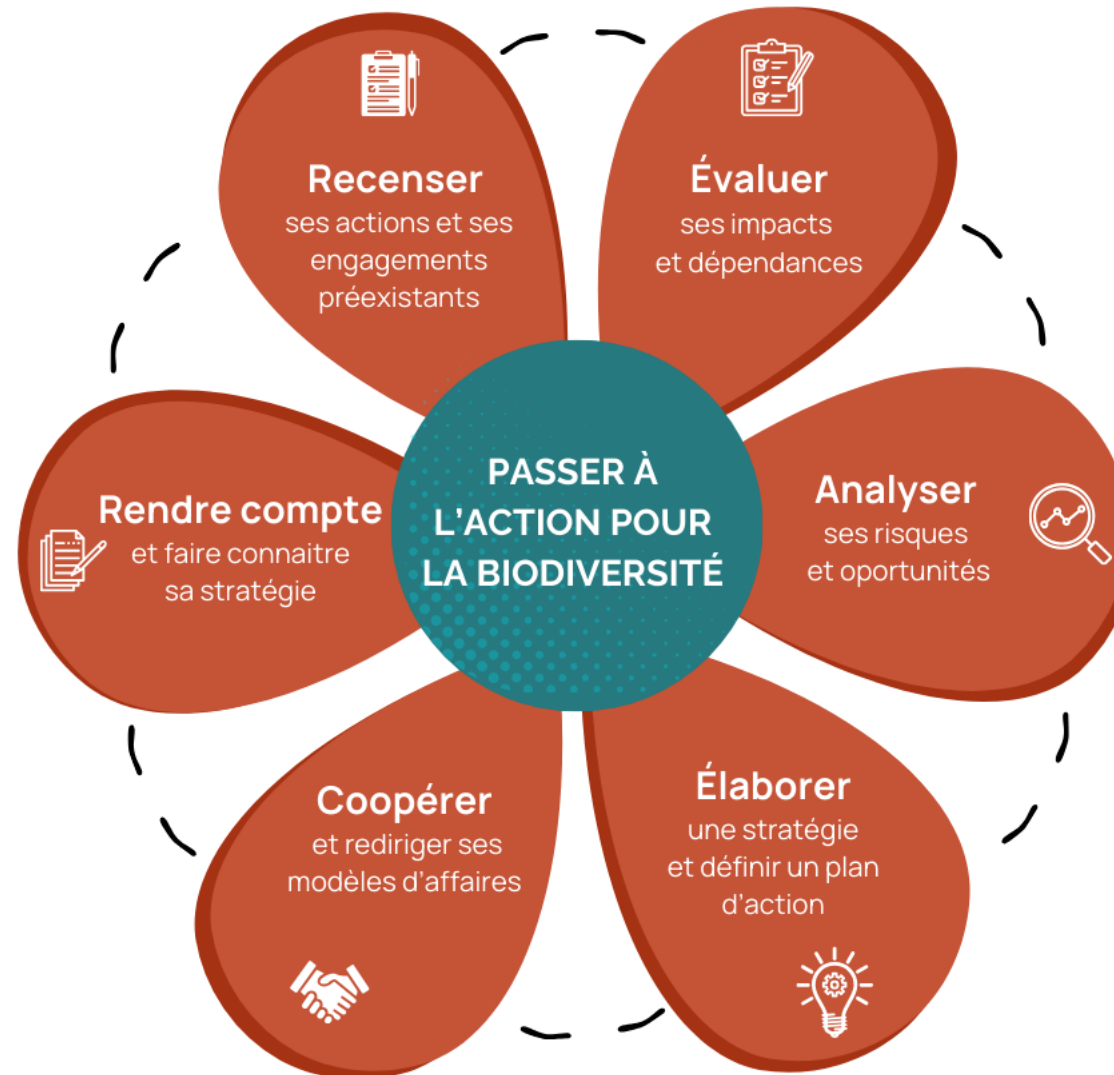 Recenser
ses actions et ses
engagements
préexistants
Évaluer
ses impacts
et dépendances
Analyser
ses risques
et oportunités
Élaborer
une stratégie
et définir un plan
d'action
Coopérer
et rediriger ses
modèles d'affaires
Rendre compte
et faire connaitre
sa stratégie
PASSER À
L'ACTION POUR
LA BIODIVERSITÉ